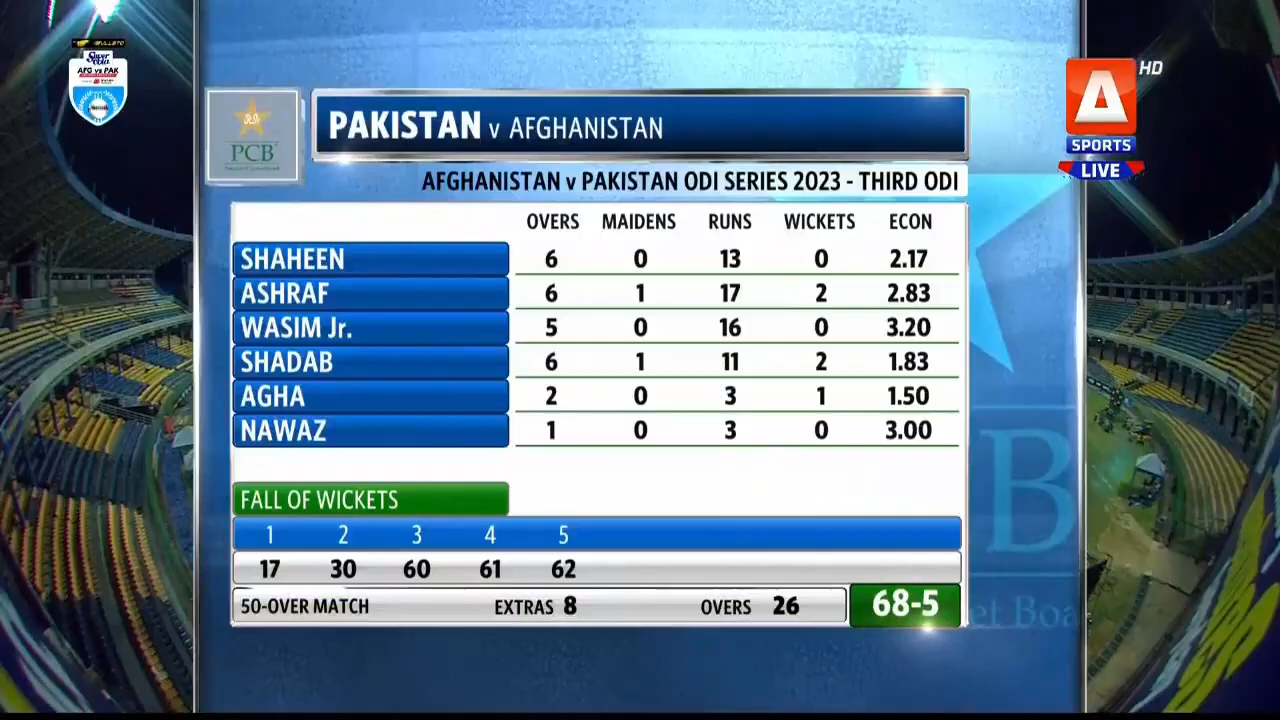 AFG vs PAK
HD
SPORTS
LIVE
PCB
PAKISTAN v AFGHANISTAN
AFGHANISTAN v PAKISTAN ODI SERIES 2023 - THIRD ODI
OVERS MAIDENS RUNS WICKETS ECON
SHAHEEN 6 0 13 0 2.17
ASHRAF 6 1 17 2 2.83
WASIM Jr. 5 0 16 0 3.20
SHADAB 6 1 11 2 1.83
AGHA 2 0 3 1 1.50
NAWAZ 1 0 3 0 3.00
FALL OF WICKETS
1 2 3 4 5
17 30 60 61 62
50-OVER MATCH EXTRAS 8 OVERS 26 68-5